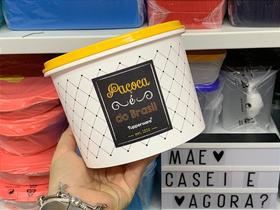 Paçoca
é
do Brasil
Tupperware
MAE ♥
CASEI E
♥ AGORA?